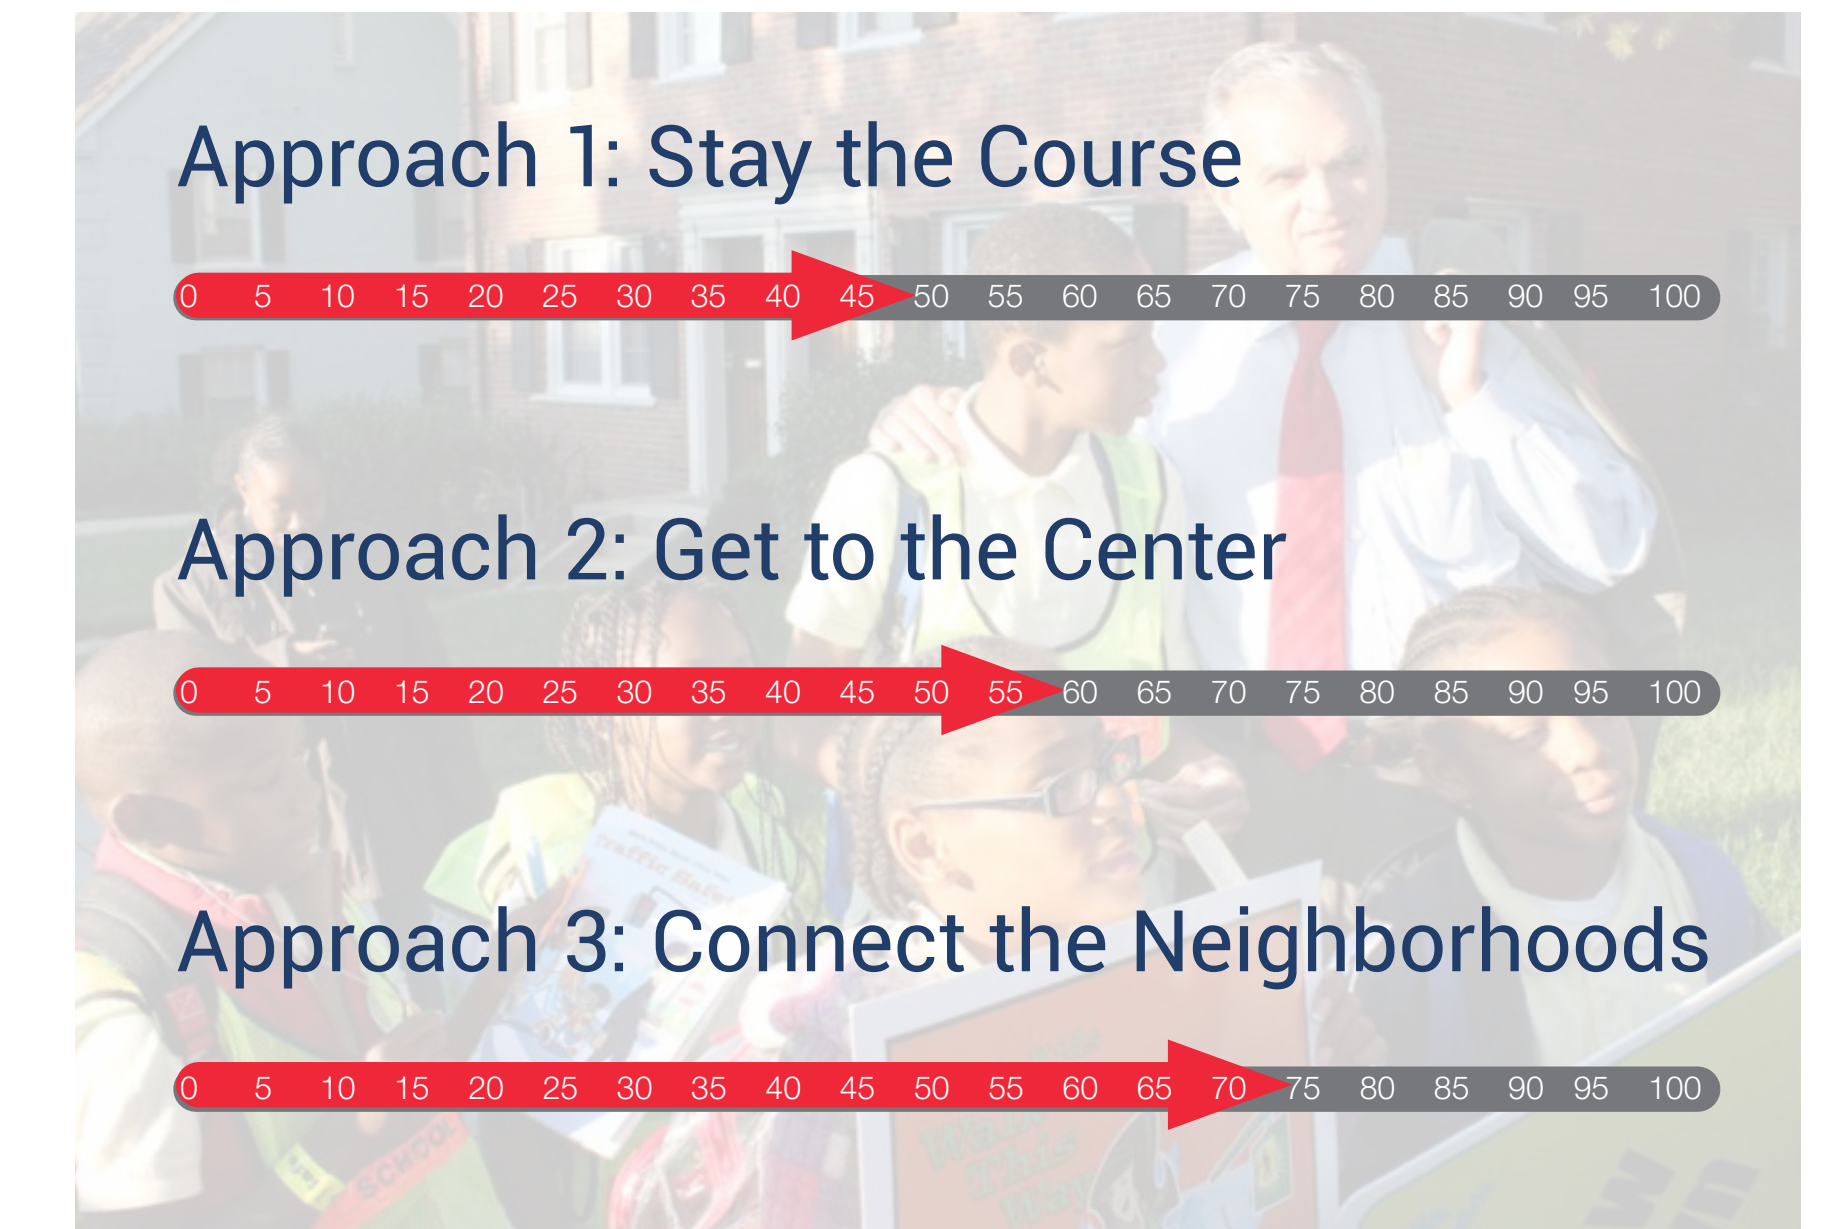 Approach 1: Stay the Course
0 5 10 15 20 25 30 35 40 45 50 55 60 65 70 75 80 85 90 95 100
Approach 2: Get to the Center
0 5 10 15 20 25 30 35 40 45 50 55 60 65 70 75 80 85 90 95 100
Traffic
Approach 3: Connect the Neighborhoods
0 5 10 15 20 25 30 35 40 45 50 55 60 65 70 75 80 85 90 95 100
This
Way
SCHOOL